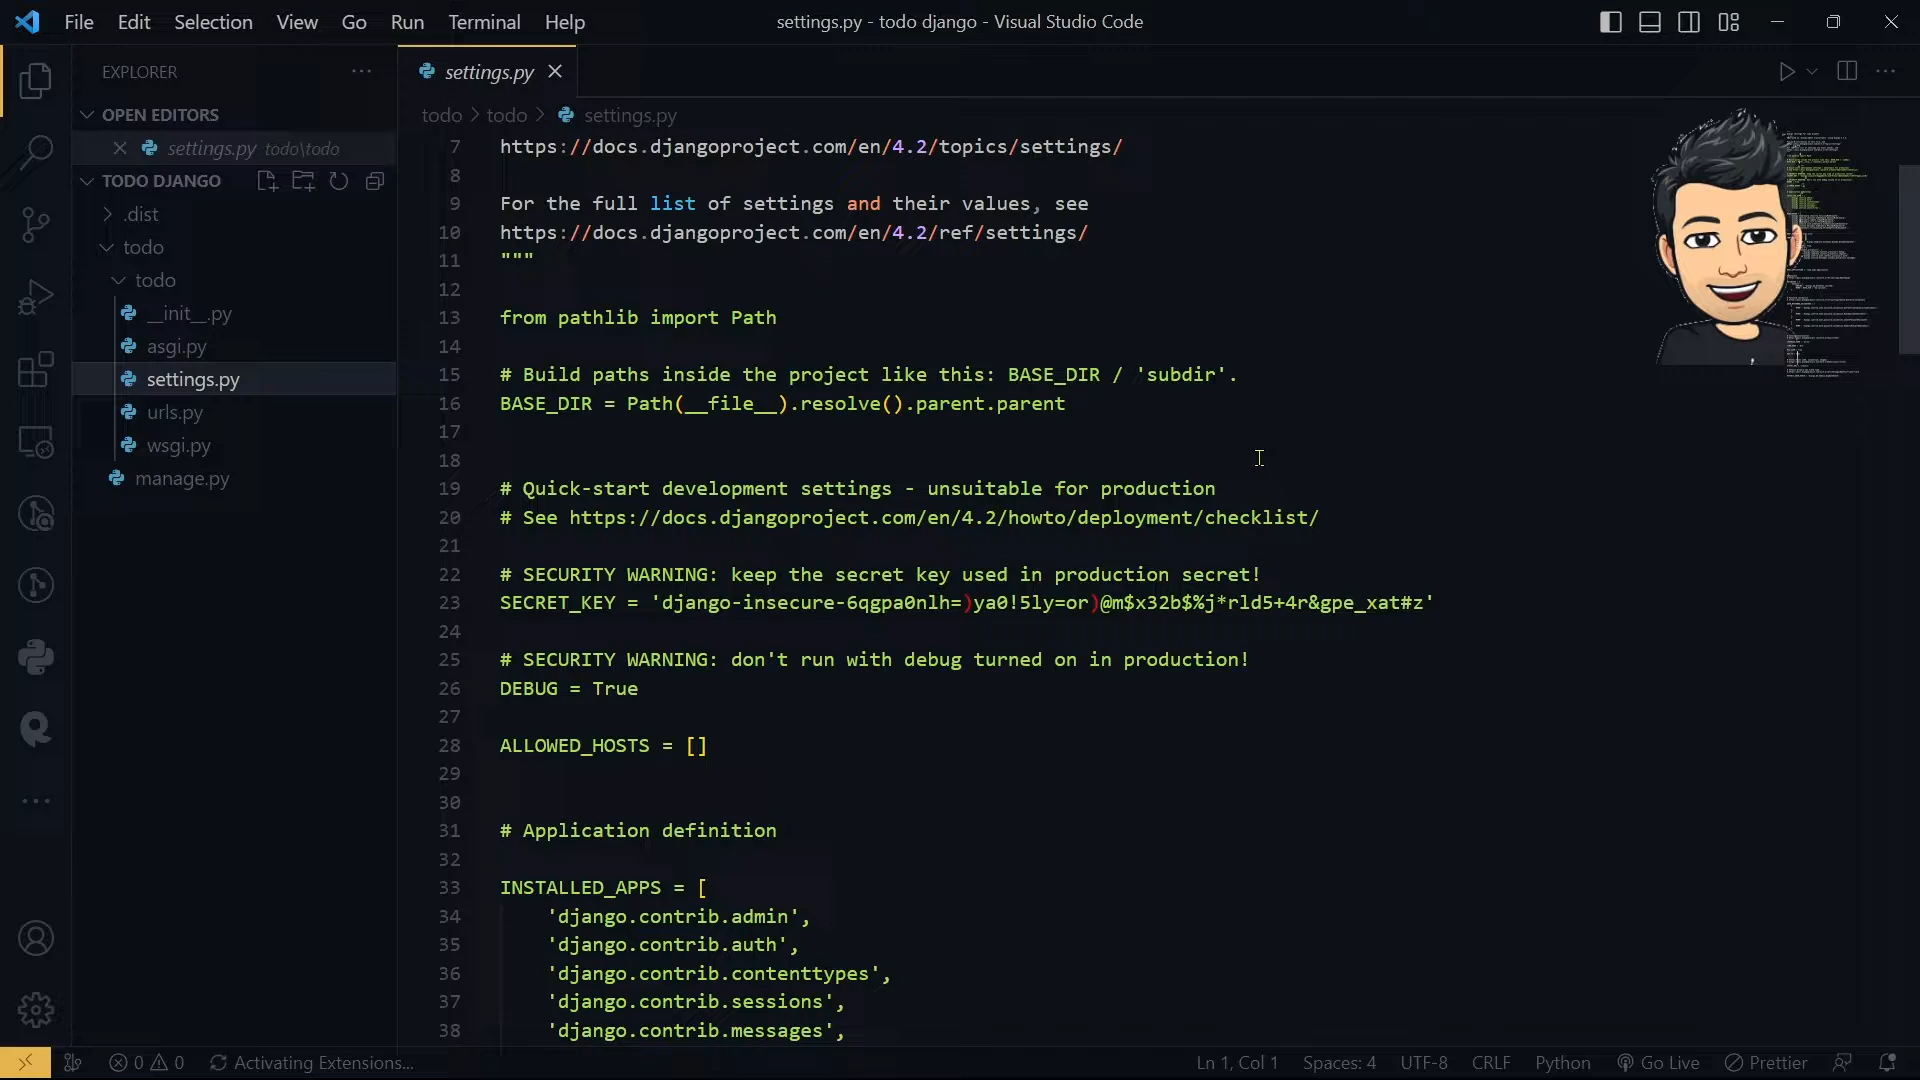 File Edit Selection View Go Run Terminal Help
settings.py - todo django - Visual Studio Code
EXPLORER
OPEN EDITORS
settings.py todo\todo
TODO DJANGO
.dist
todo
todo
__init__.py
asgi.py
settings.py
urls.py
wsgi.py
manage.py
settings.py
todo > todo > settings.py
7 https://docs.djangoproject.com/en/4.2/topics/settings/
8
9 For the full list of settings and their values, see
10 https://docs.djangoproject.com/en/4.2/ref/settings/
11 """
12
13 from pathlib import Path
14
15 # Build paths inside the project like this: BASE_DIR / 'subdir'.
16 BASE_DIR = Path(__file__).resolve().parent.parent
17
18
19 # Quick-start development settings - unsuitable for production
20 # See https://docs.djangoproject.com/en/4.2/howto/deployment/checklist/
21
22 # SECURITY WARNING: keep the secret key used in production secret!
23 SECRET_KEY = 'django-insecure-6qgpa0nlh=)ya0!5ly=or)@m$x32b$%j*rld5+4r&gpe_xat#z'
24
25 # SECURITY WARNING: don't run with debug turned on in production!
26 DEBUG = True
27
28 ALLOWED_HOSTS = []
29
30
31 # Application definition
32
33 INSTALLED_APPS = [
34 'django.contrib.admin',
35 'django.contrib.auth',
36 'django.contrib.contenttypes',
37 'django.contrib.sessions',
38 'django.contrib.messages',
0 0 Activating Extensions... Ln 1, Col 1 Spaces: 4 UTF-8 CRLF Python Go Live Prettier